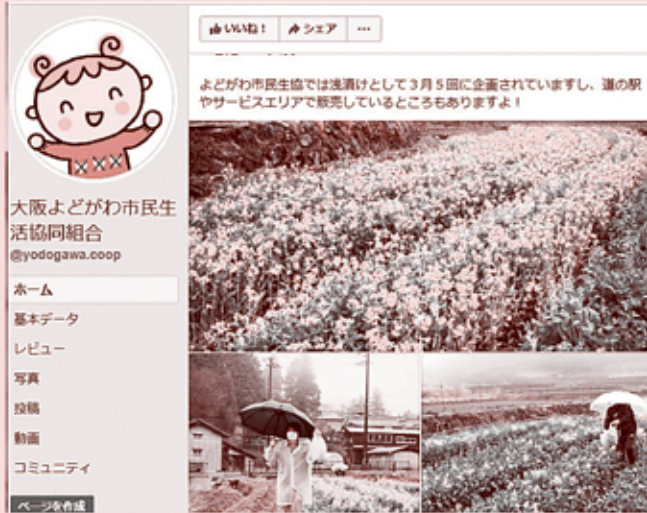 いいね！ シェア …
よどがわ市民生協では浅漬けとして３月５回に企画されていますし、道の駅
やサービスエリアで販売しているところもありますよ！
大阪よどがわ市民生
活協同組合
@yodogawa.coop
ホーム
基本データ
レビュー
写真
投稿
動画
コミュニティ
ページを作成